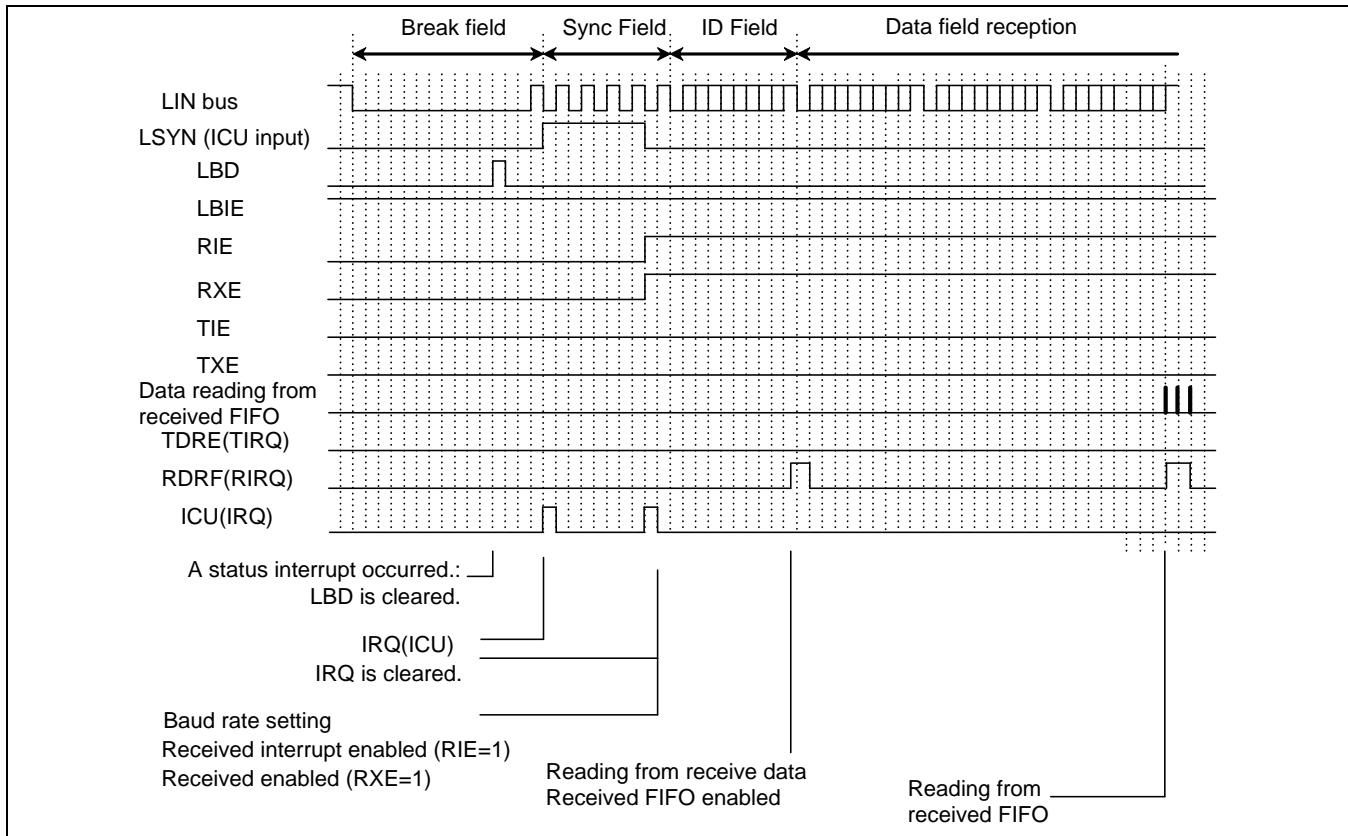 Break field
Sync Field
ID Field
Data field reception
LIN bus
LSYN (ICU input)
LBD
LBIE
RIE
RXE
TIE
TXE
Data reading from
received FIFO
TDRE(TIRQ)
RDRF(RIRQ)
ICU(IRQ)
A status interrupt occurred.:
LBD is cleared.
IRQ(ICU)
IRQ is cleared.
Baud rate setting
Received interrupt enabled (RIE=1)
Received enabled (RXE=1)
Reading from receive data
Received FIFO enabled
Reading from
received FIFO